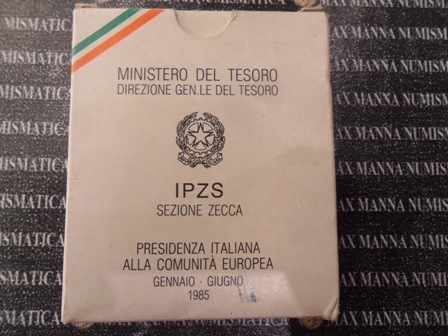 MINISTERO DEL TESORO
DIREZIONE GEN.LE DEL TESORO
IPZS
SEZIONE ZECCA
PRESIDENZA ITALIANA
ALLA COMUNITÀ EUROPEA
GENNAIO - GIUGNO
1985
MAX MANNA NUMISMATICA